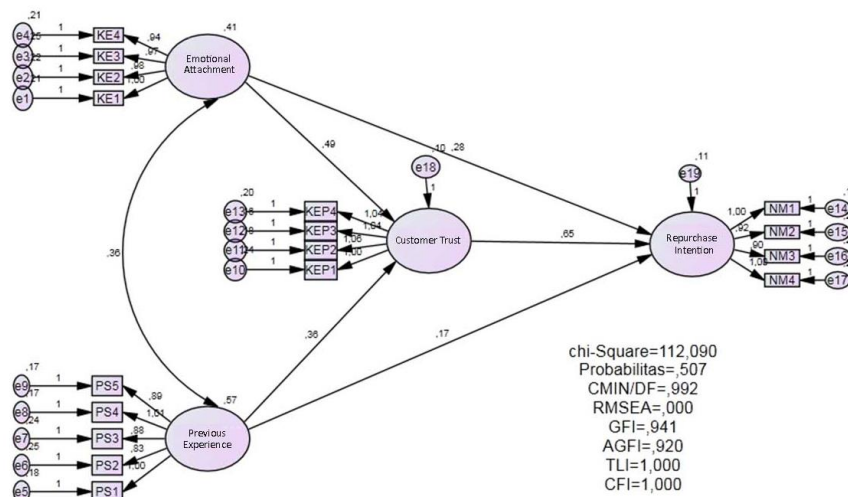 ,21
,41
e4
1
KE4
,94
Emotional
Attachment
e3
1
KE3
,97
e2
1
KE2
,98
,21
e1
1
KE1
1,00
,49
,10
,28
e18
1
,11
e19
1
,20
e13
1
KEP4
1,04
e12
1
KEP3
1,04
e11
1
KEP2
1,06
e10
1
KEP1
1,00
Customer Trust
,65
Repurchase
Intention
1,00
NM1
1
e14
,92
NM2
1
e15
,90
NM3
1
e16
NM4
1
e17
,36
,36
,17
,17
,57
e9
1
PS5
,89
,17
e8
1
PS4
1,01
,24
e7
1
PS3
,88
,25
e6
1
PS2
,83
,18
e5
1
PS1
1,00
Previous
Experience
chi-Square=112,090
Probabilitas=,507
CMIN/DF=,992
RMSEA=,000
GFI=,941
AGFI=,920
TLI=1,000
CFI=1,000